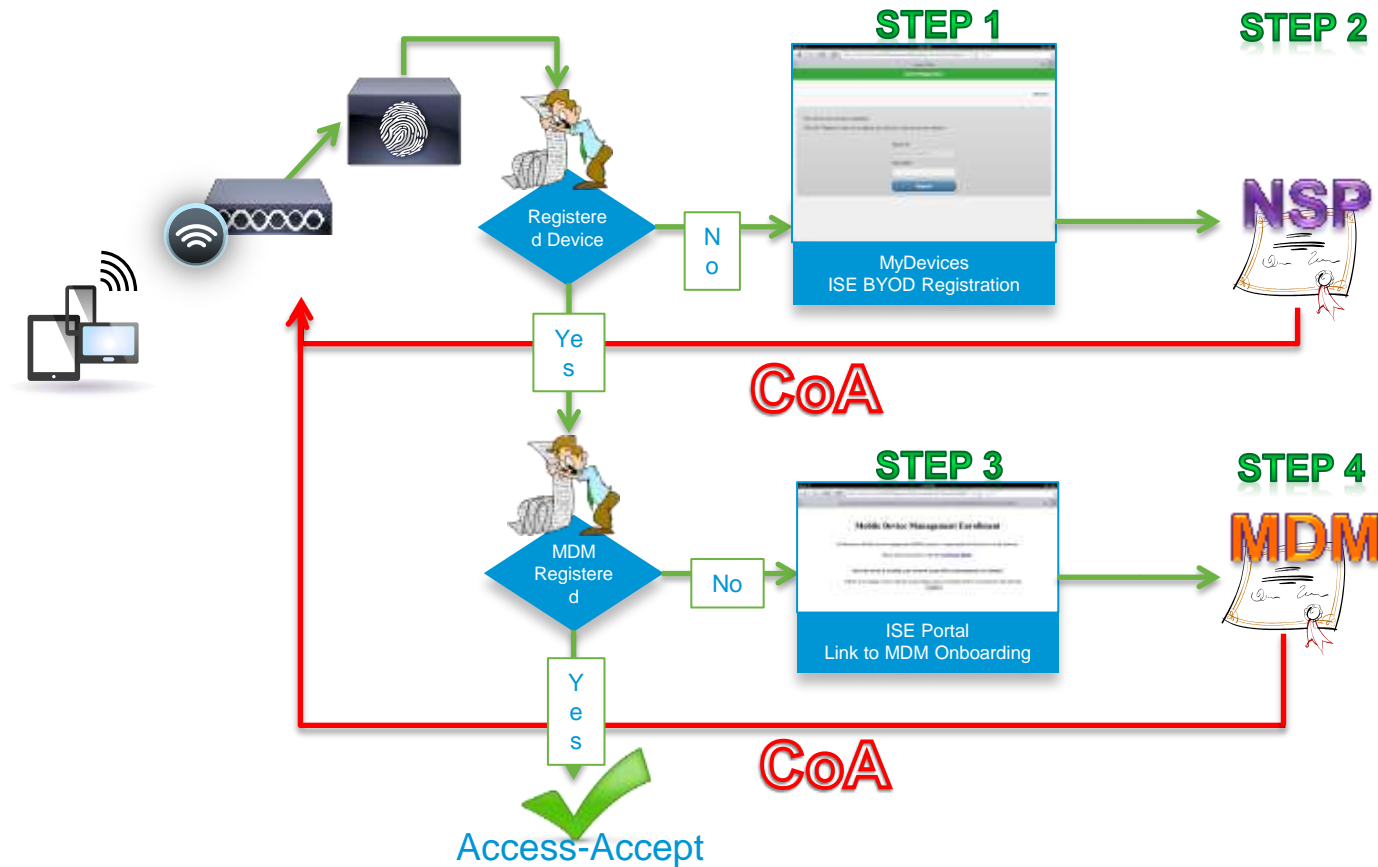 STEP 1
STEP 2
Registere
d Device
N
o
MyDevices
ISE BYOD Registration
NSP
Ye
s
CoA
STEP 3
STEP 4
Mobile Device Management Enrollment
MDM
Registere
d
No
ISE Portal
Link to MDM Onboarding
MDM
Y
e
s
CoA
Access-Accept